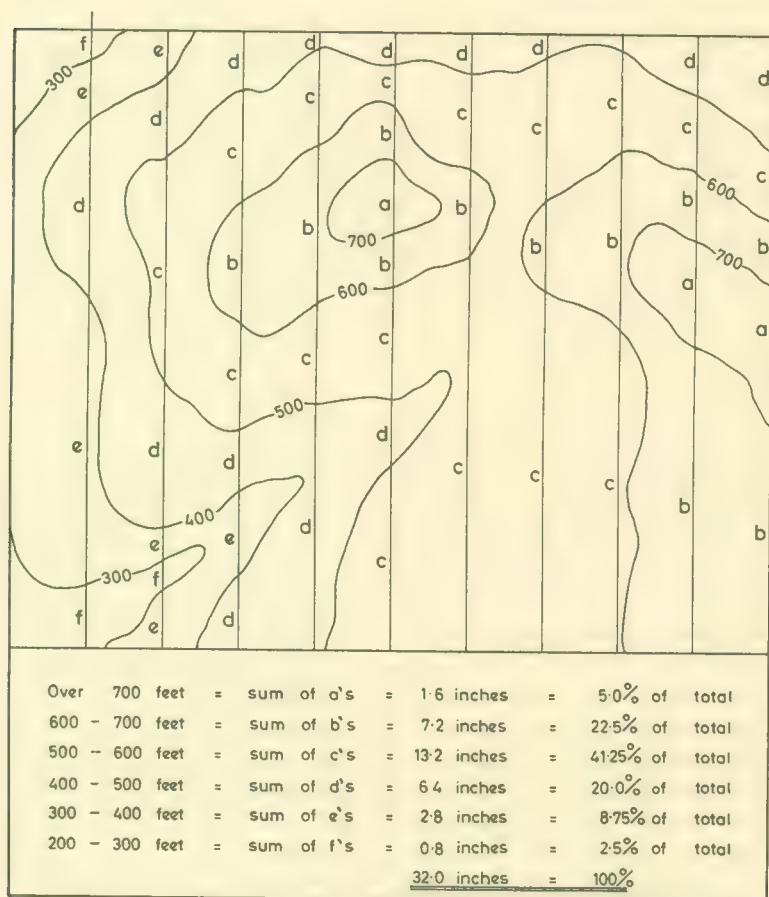 f e d d d d d d d
300
e c c
d b c c c c
c c
d a b b b 600
b
700 b b
c b b 700
600 a
a
c
c c
500
d
e d d c c c b
400 d b
e e
300 f c
f e d
Over 700 feet = sum of a's = 1·6 inches = 5·0% of total
600 – 700 feet = sum of b's = 7·2 inches = 22·5% of total
500 – 600 feet = sum of c's = 13·2 inches = 41·25% of total
400 – 500 feet = sum of d's = 6 4 inches = 20·0% of total
300 – 400 feet = sum of e's = 2·8 inches = 8·75% of total
200 – 300 feet = sum of f's = 0·8 inches = 2·5% of total
32·0 inches = 100%